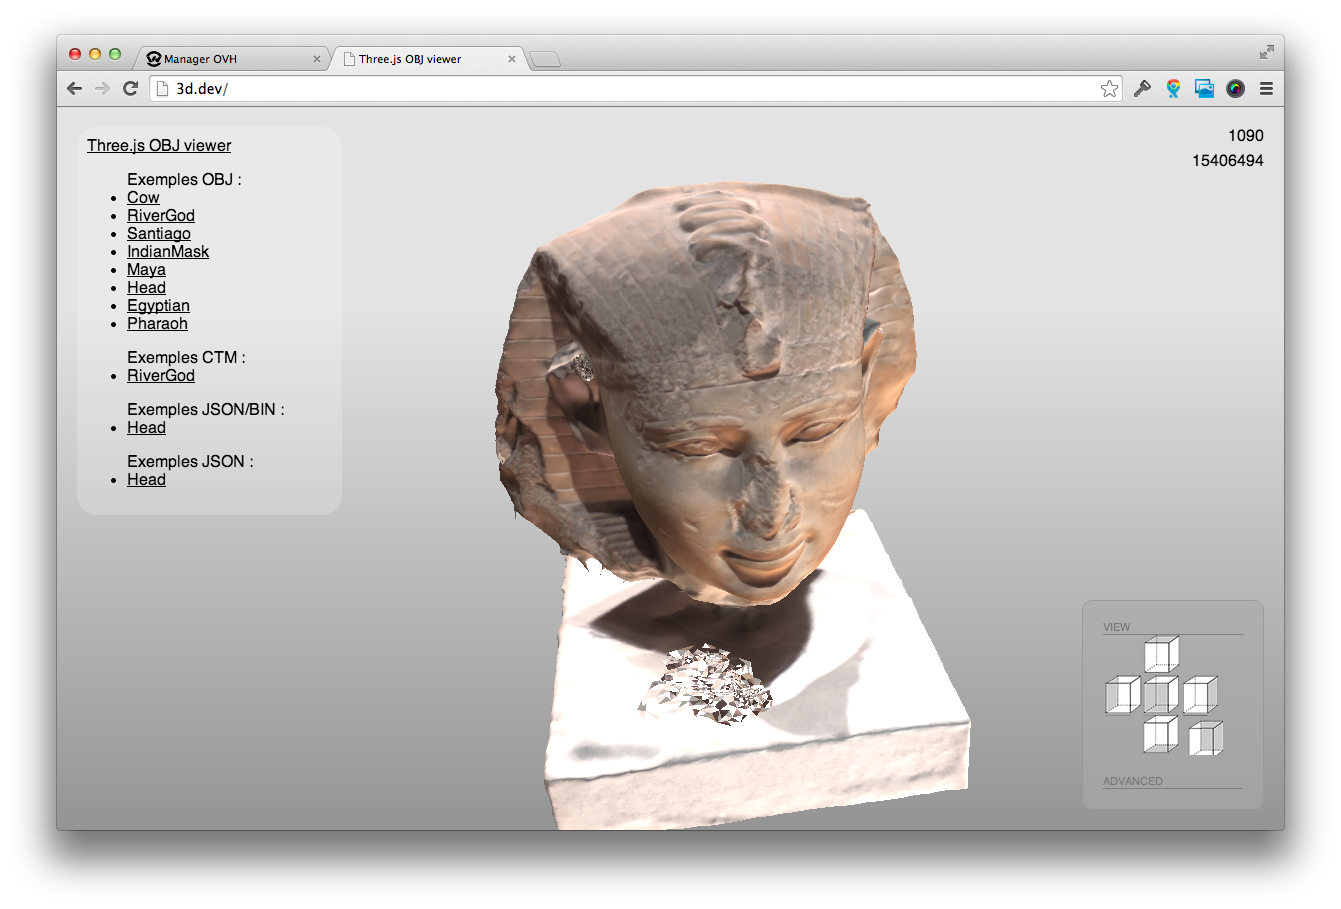 Manager OVH
Three.js OBJ viewer
3d.dev/
Three.js OBJ viewer
Exemples OBJ :
Cow
RiverGod
Santiago
IndianMask
Maya
Head
Egyptian
Pharaoh
Exemples CTM :
RiverGod
Exemples JSON/BIN :
Head
Exemples JSON :
Head
1090
15406494
VIEW
ADVANCED